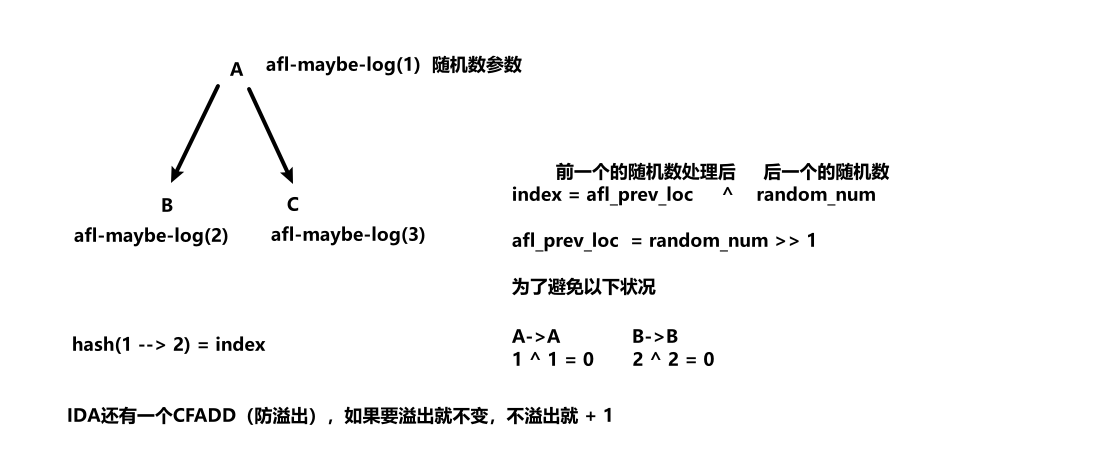 A afl-maybe-log(1) 随机数参数
B
C
afl-maybe-log(2)
afl-maybe-log(3)
前一个的随机数处理后 后一个的随机数
index = afl_prev_loc ^ random_num
afl_prev_loc = random_num >> 1
为了避免以下状况
A->A B->B
1 ^ 1 = 0 2 ^ 2 = 0
hash(1 --> 2) = index
IDA还有一个CFADD（防溢出），如果要溢出就不变，不溢出就 + 1